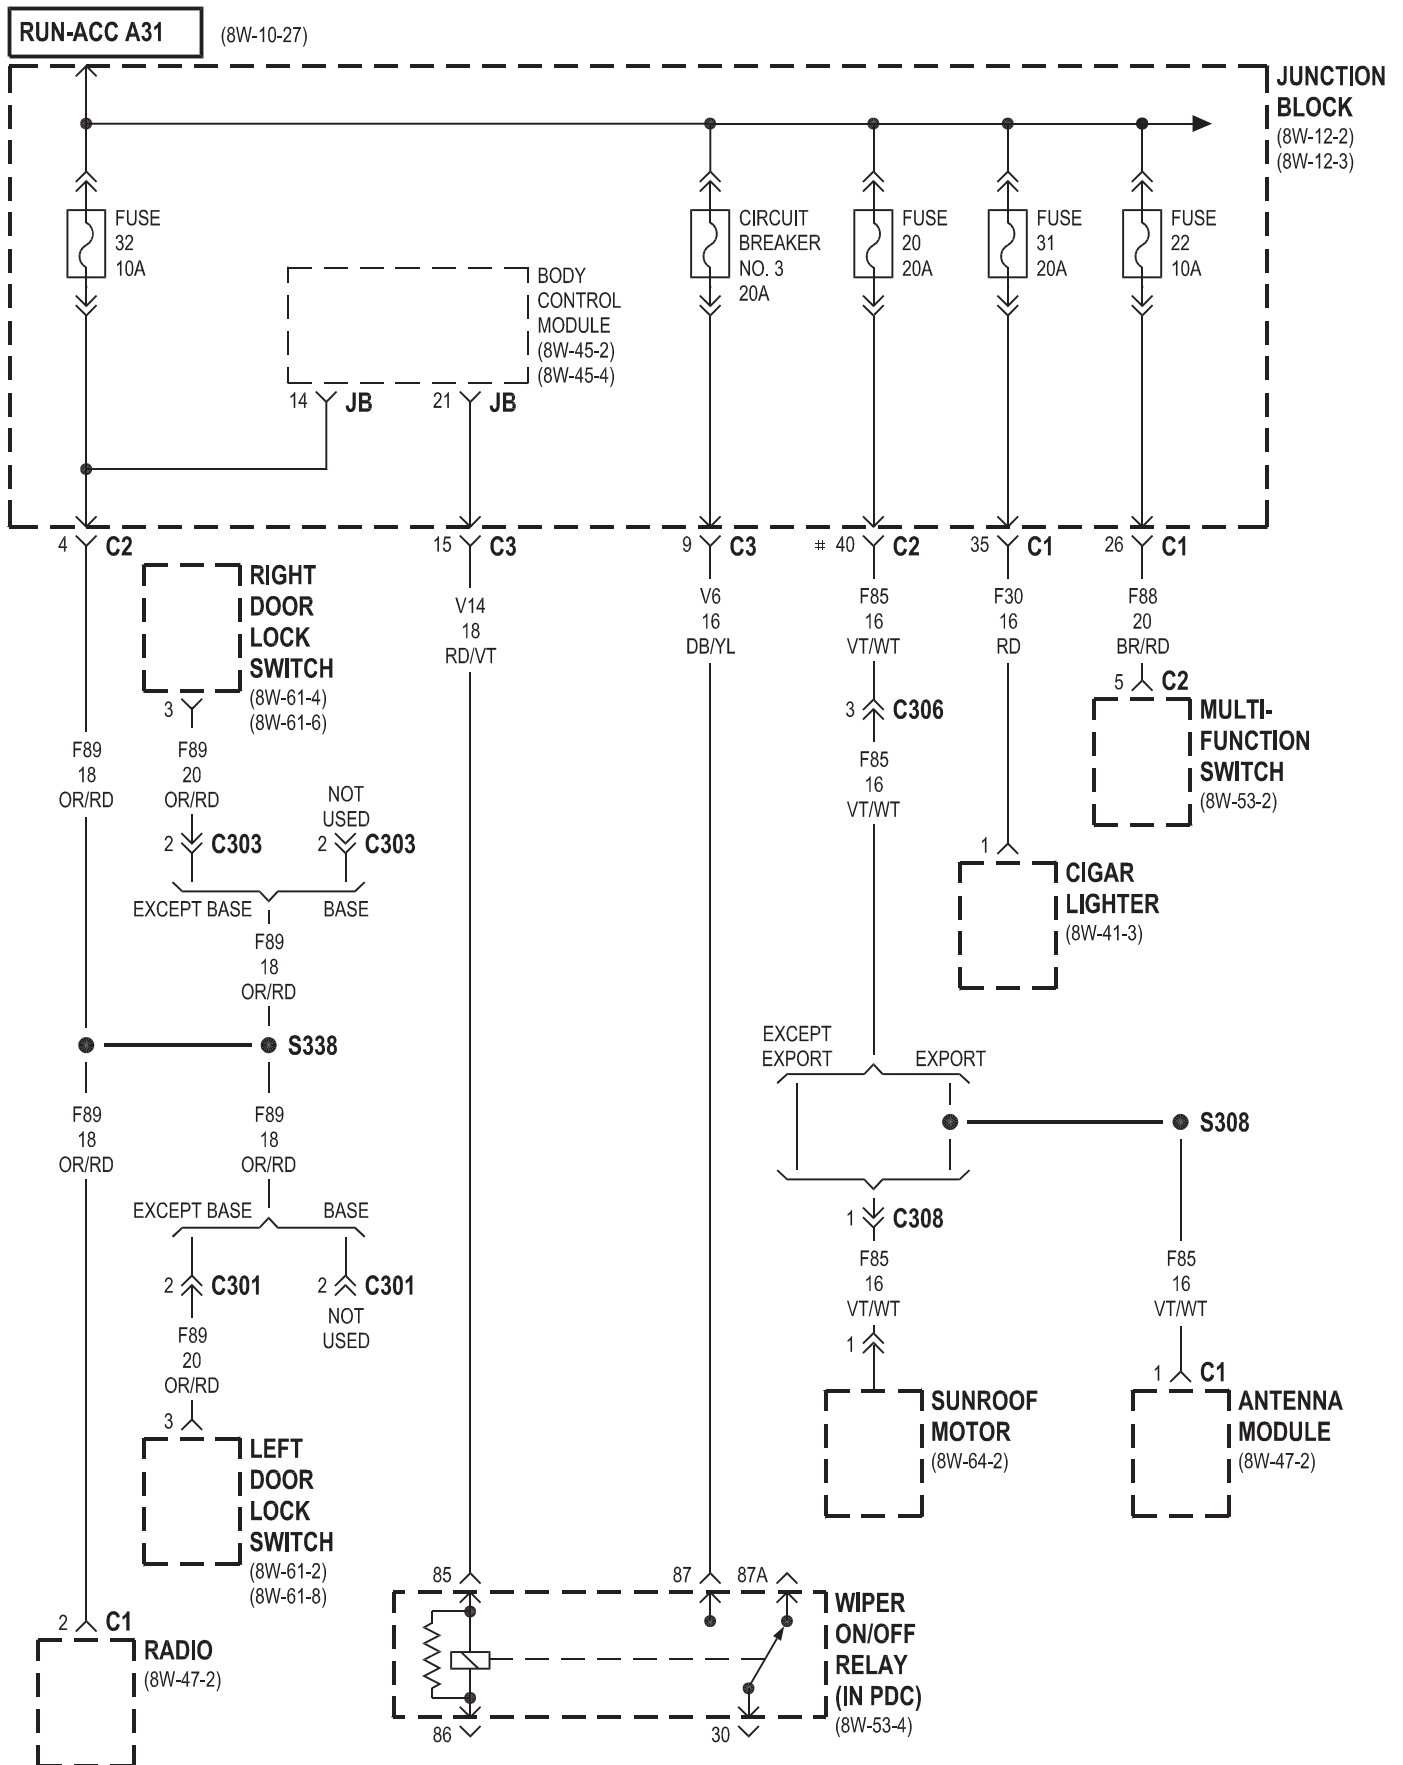 RUN-ACC A31
(8W-10-27)
JUNCTION
BLOCK
(8W-12-2)
(8W-12-3)
FUSE
32
10A
CIRCUIT
BREAKER
NO. 3
20A
FUSE
20
20A
FUSE
31
20A
FUSE
22
10A
BODY
CONTROL
MODULE
(8W-45-2)
(8W-45-4)
14 JB
21 JB
4 C2
15 C3
9 C3
# 40 C2
35 C1
26 C1
RIGHT
DOOR
LOCK
SWITCH
(8W-61-4)
(8W-61-6)
3
V14
18
RD/VT
V6
16
DB/YL
F85
16
VT/WT
F30
16
RD
F88
20
BR/RD
5 C2
MULTI-
FUNCTION
SWITCH
(8W-53-2)
3 C306
F85
16
VT/WT
F89
18
OR/RD
F89
20
OR/RD
NOT
USED
2 C303
2 C303
EXCEPT BASE
BASE
1
CIGAR
LIGHTER
(8W-41-3)
F89
18
OR/RD
S338
EXCEPT
EXPORT
EXPORT
S308
F89
18
OR/RD
F89
18
OR/RD
EXCEPT BASE
BASE
1 C308
2 C301
2 C301
NOT
USED
F85
16
VT/WT
F85
16
VT/WT
F89
20
OR/RD
1
1 C1
3
LEFT
DOOR
LOCK
SWITCH
(8W-61-2)
(8W-61-8)
SUNROOF
MOTOR
(8W-64-2)
ANTENNA
MODULE
(8W-47-2)
85
87
87A
2 C1
RADIO
(8W-47-2)
WIPER
ON/OFF
RELAY
(IN PDC)
(8W-53-4)
86
30